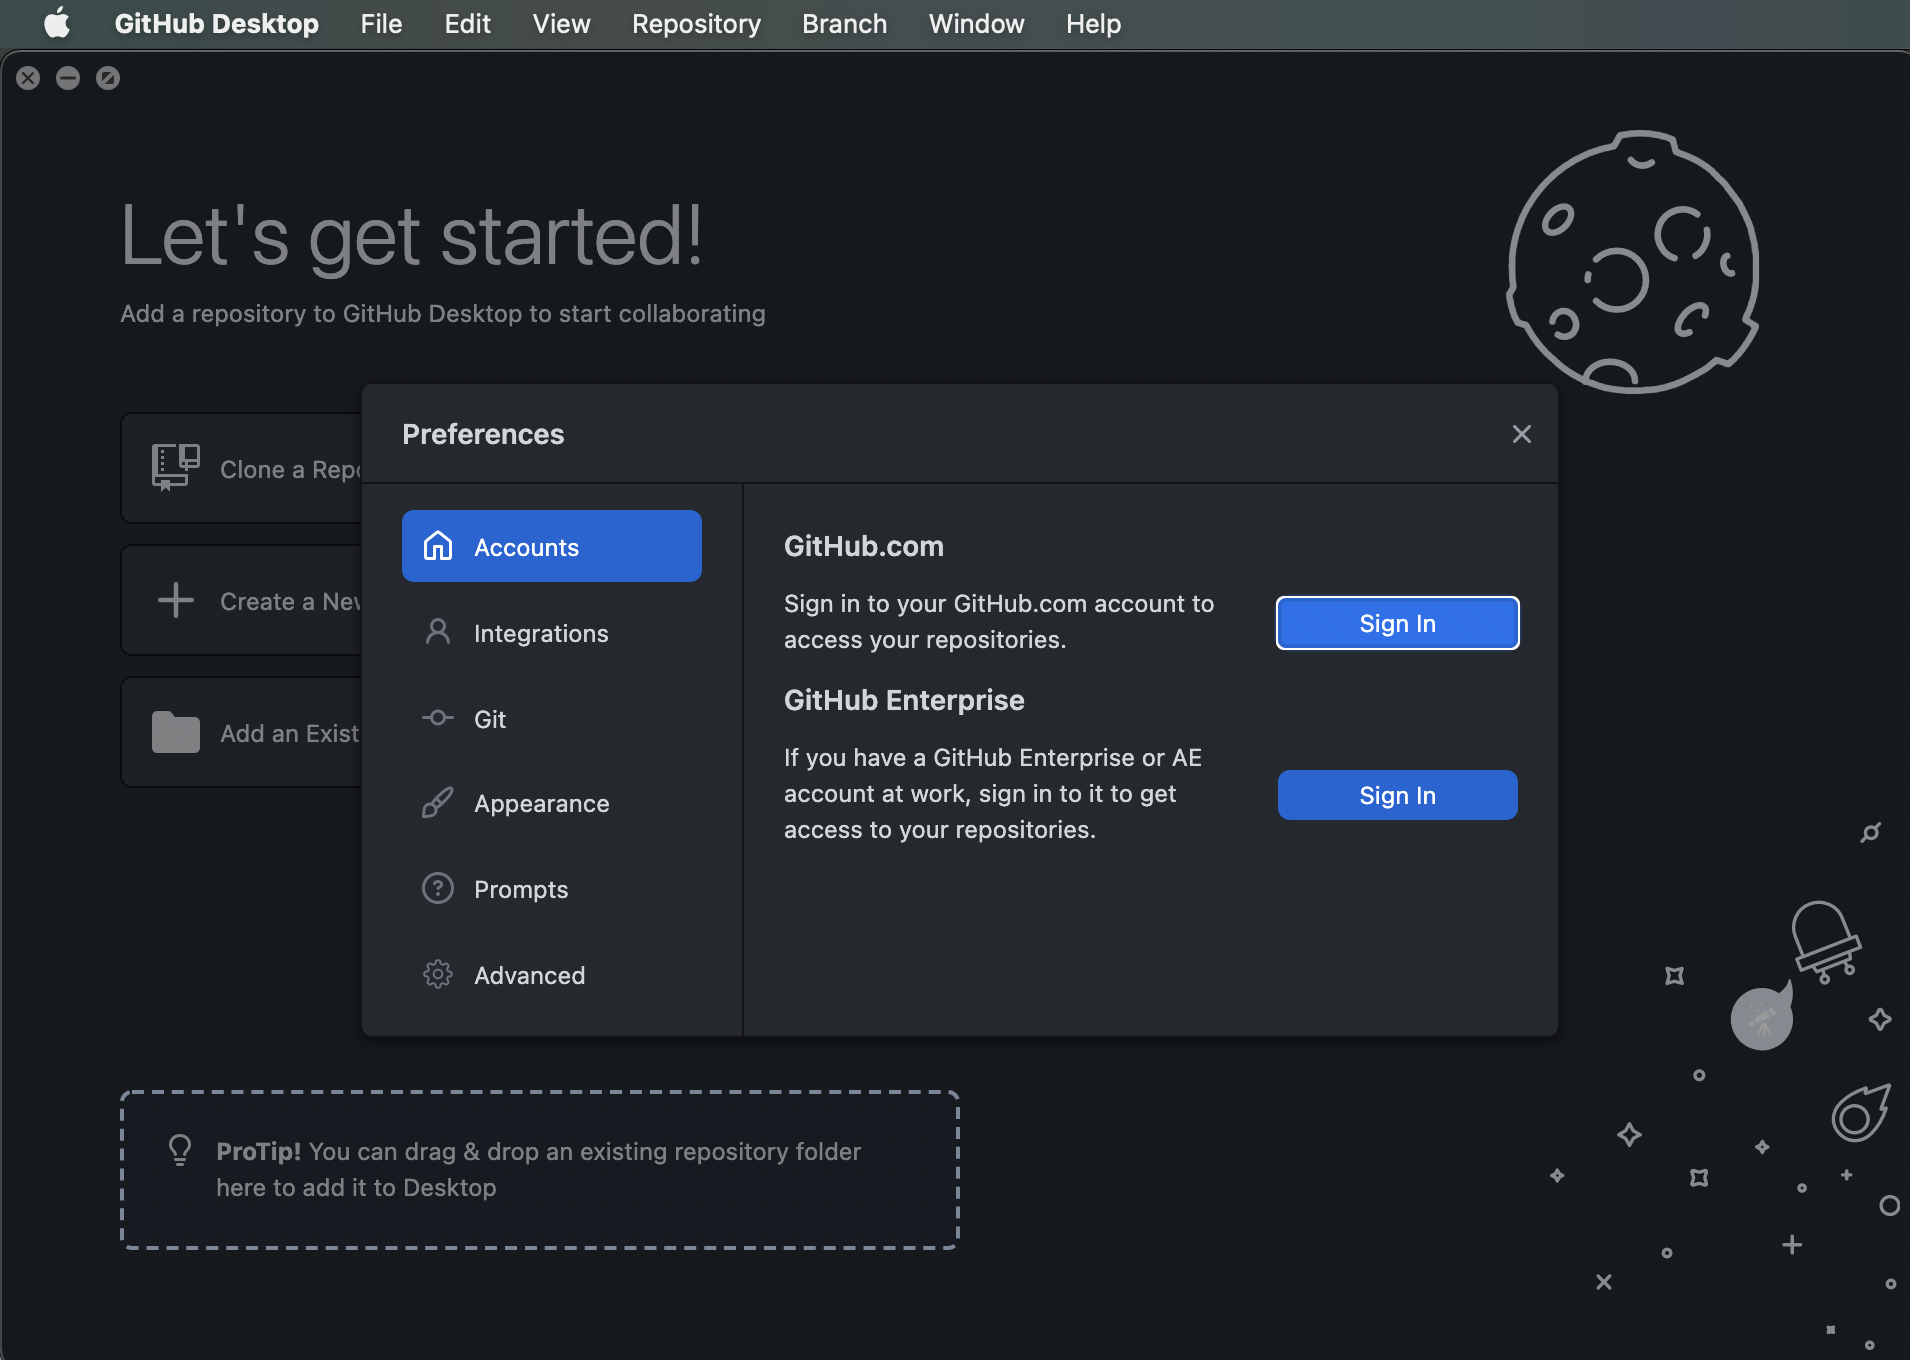 GitHub Desktop File Edit View Repository Branch Window Help
Let's get started!
Add a repository to GitHub Desktop to start collaborating
Preferences
Clone a Repo
Create a New
Add an Exist
Accounts
Integrations
Git
Appearance
Prompts
Advanced
GitHub.com
Sign in to your GitHub.com account to
access your repositories.
Sign In
GitHub Enterprise
If you have a GitHub Enterprise or AE
account at work, sign in to it to get
access to your repositories.
Sign In
ProTip! You can drag & drop an existing repository folder
here to add it to Desktop